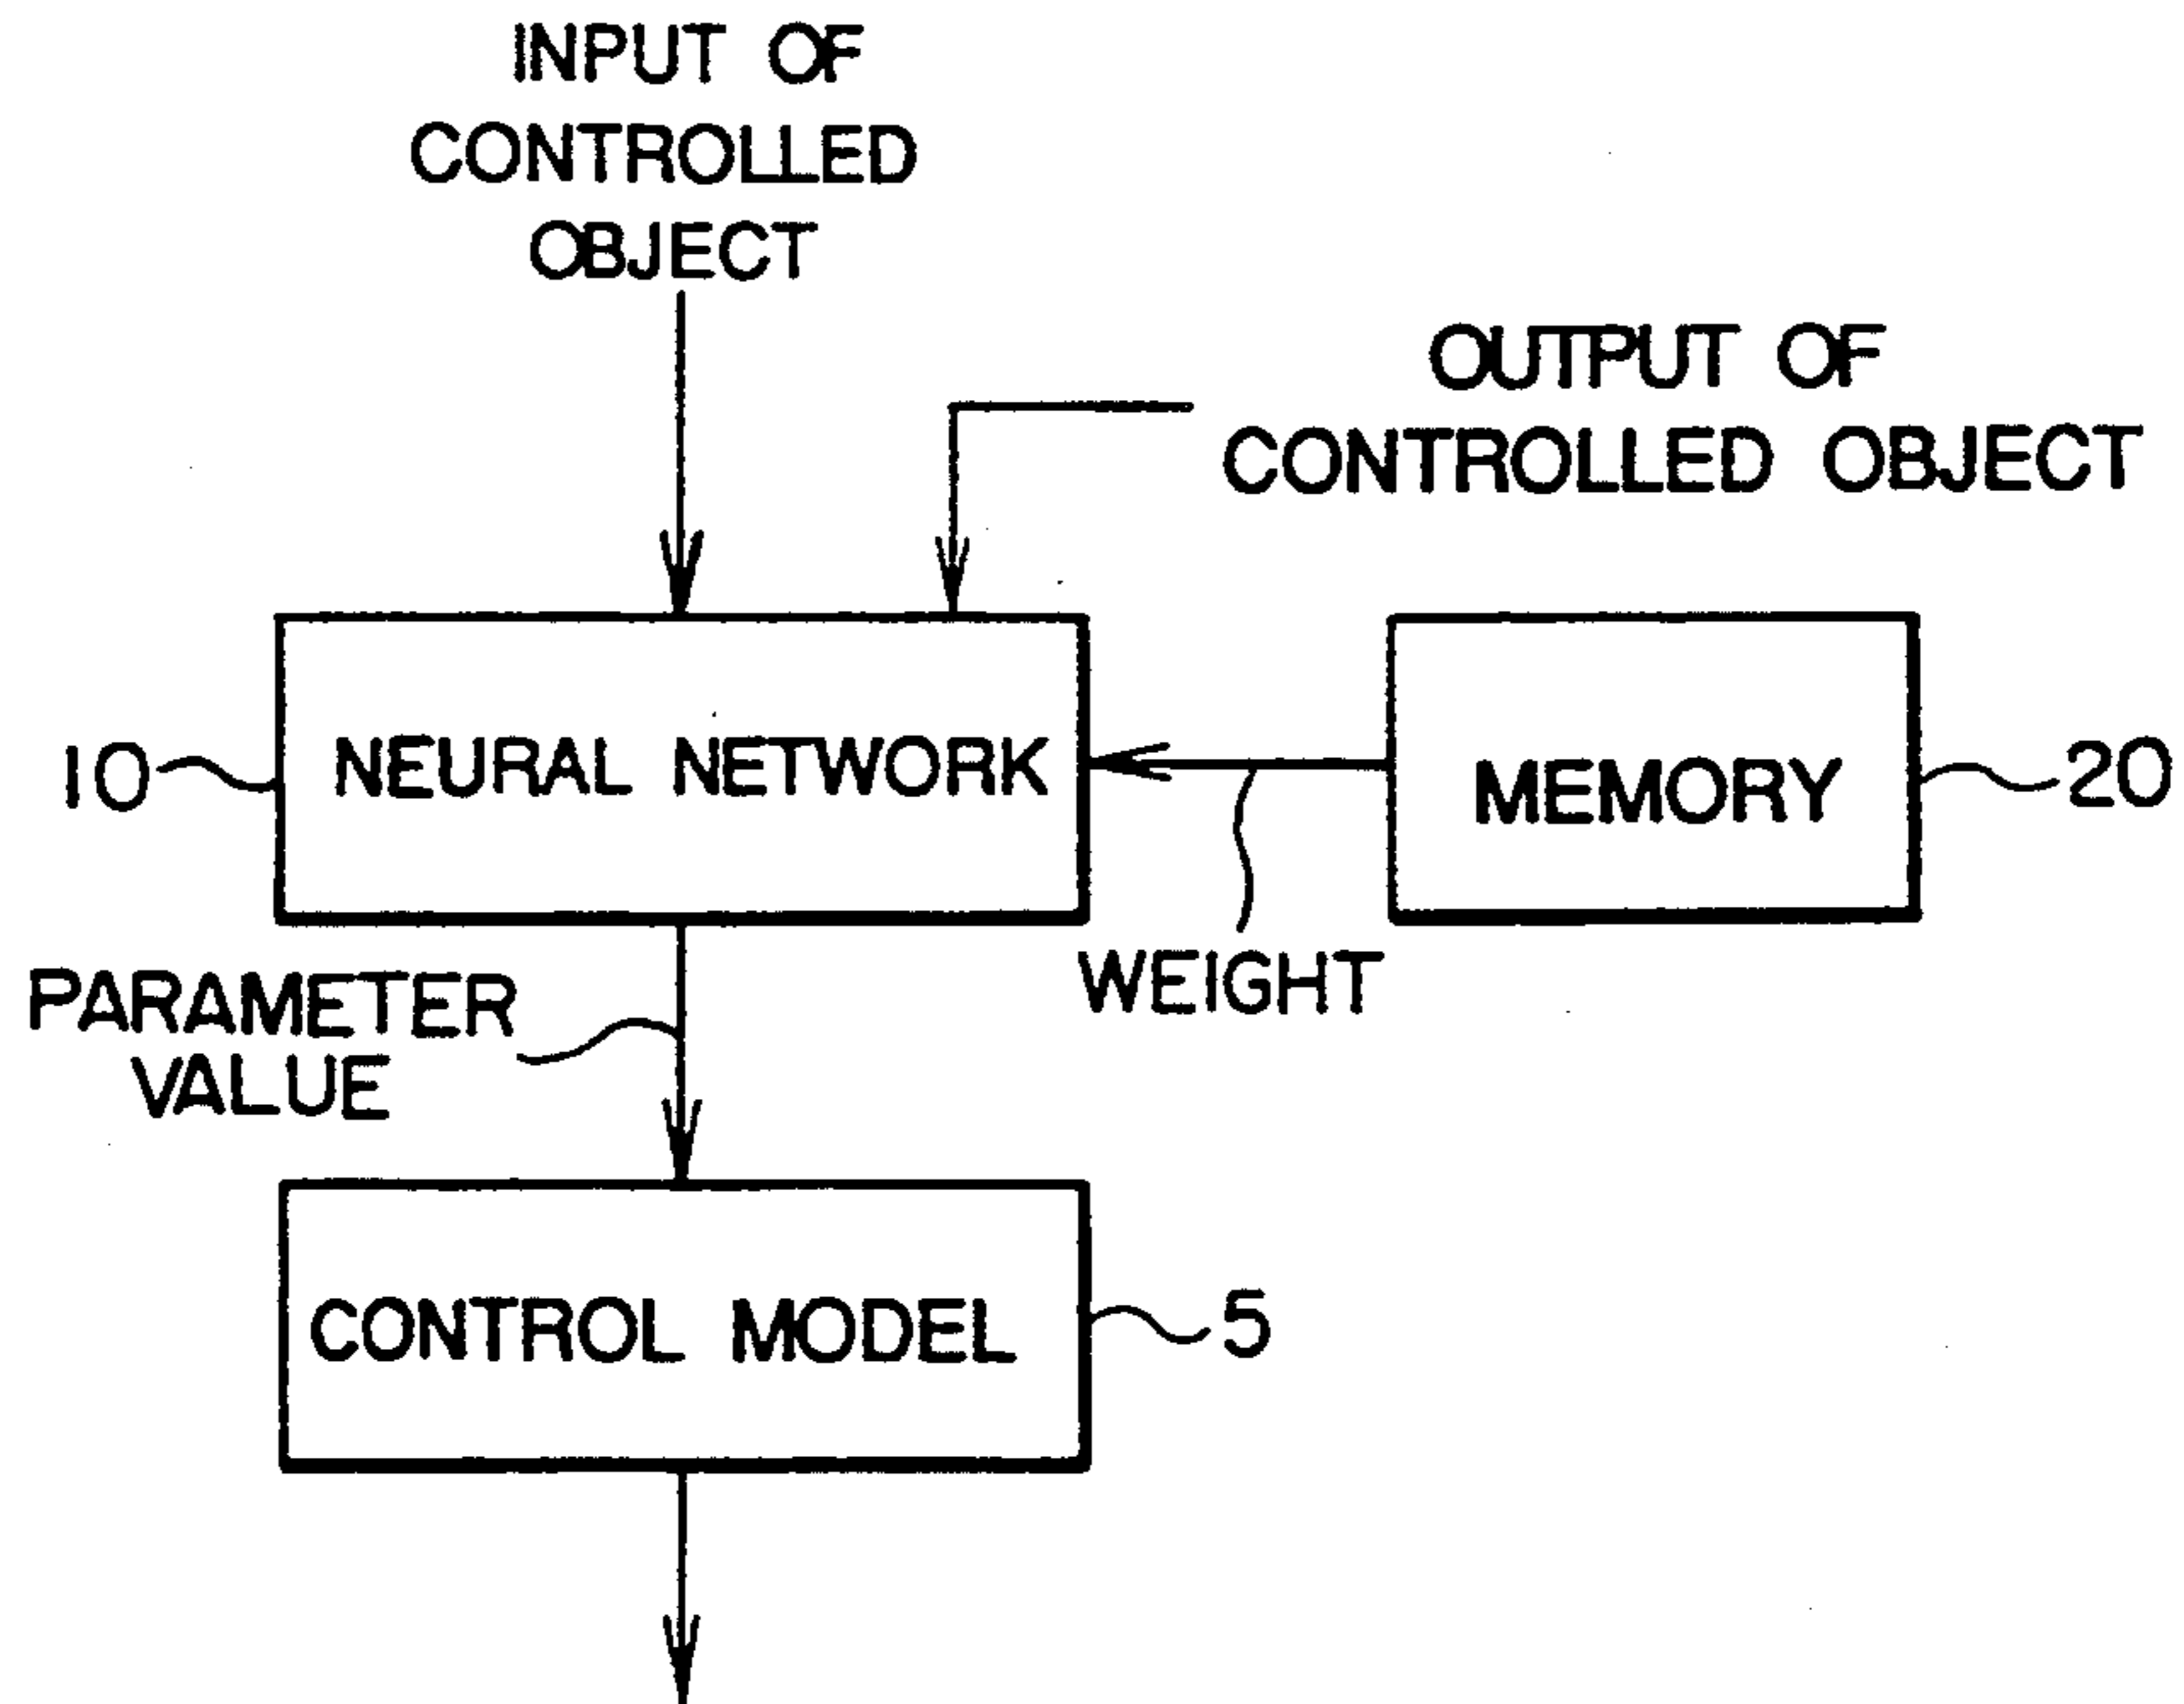 INPUT OF
CONTROLLED
OBJECT
OUTPUT OF
CONTROLLED OBJECT
10
NEURAL NETWORK
MEMORY
20
WEIGHT
PARAMETER
VALUE
CONTROL MODEL
5